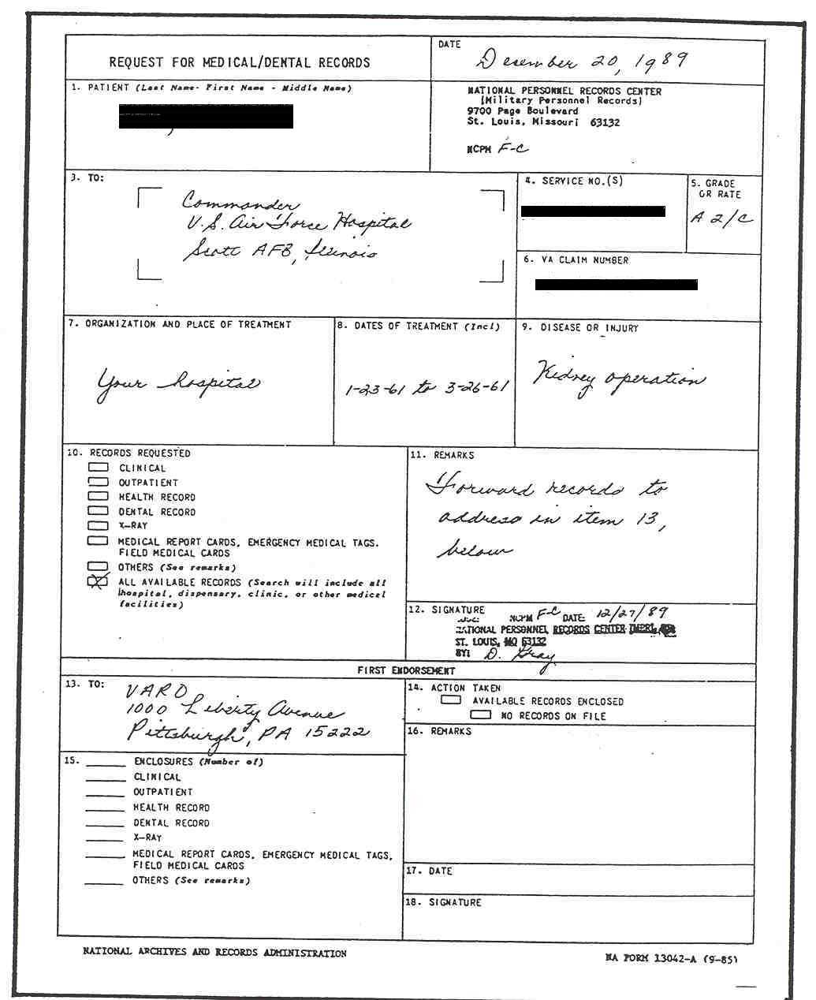 REQUEST FOR MEDICAL/DENTAL RECORDS
DATE
December 20, 1989
1. PATIENT (Last Name- First Name - Middle Name)
NATIONAL PERSONNEL RECORDS CENTER
(Military Personnel Records)
9700 Page Boulevard
St. Louis, Missouri 63132
NCPM F-C
3. TO:
Commander
U.S. Air Force Hospital
Scott AFB, Illinois
4. SERVICE NO.(S)
5. GRADE
OR RATE
A 2/C
6. VA CLAIM NUMBER
7. ORGANIZATION AND PLACE OF TREATMENT
Your hospital
8. DATES OF TREATMENT (Incl)
1-23-61 to 3-26-61
9. DISEASE OR INJURY
Kidney operation
10. RECORDS REQUESTED
CLINICAL
OUTPATIENT
HEALTH RECORD
DENTAL RECORD
X-RAY
MEDICAL REPORT CARDS, EMERGENCY MEDICAL TAGS.
FIELD MEDICAL CARDS
OTHERS (See remarks)
ALL AVAILABLE RECORDS (Search will include all
hospital, dispensary, clinic, or other medical
facilities)
11. REMARKS
Forward records to
address in item 13,
below
12. SIGNATURE
NCPM F-C DATE: 12/27/89
NATIONAL PERSONNEL RECORDS CENTER
ST. LOUIS, MO 63132
BY: D. Gray
FIRST ENDORSEMENT
13. TO:
VARO
1000 Liberty Avenue
Pittsburgh, PA 15222
14. ACTION TAKEN
AVAILABLE RECORDS ENCLOSED
NO RECORDS ON FILE
15. ENCLOSURES (Number of)
CLINICAL
OUTPATIENT
HEALTH RECORD
DENTAL RECORD
X-RAY
MEDICAL REPORT CARDS, EMERGENCY MEDICAL TAGS,
FIELD MEDICAL CARDS
OTHERS (See remarks)
16. REMARKS
17. DATE
18. SIGNATURE
NATIONAL ARCHIVES AND RECORDS ADMINISTRATION
NA FORM 13042-A (9-85)